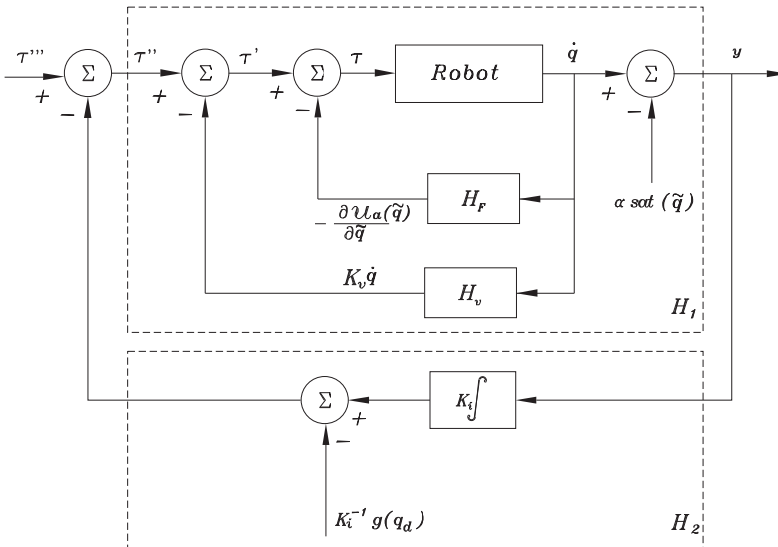 τ''' + - Σ τ'' + - Σ τ' + - Σ τ Robot q̇ + - Σ y
α sat (q̃)
H_F
- ∂𝒰_a(q̃) / ∂q̃
K_v q̇
H_v
H_1
Σ + - K_i ∫
K_i^{-1} g(q_d)
H_2